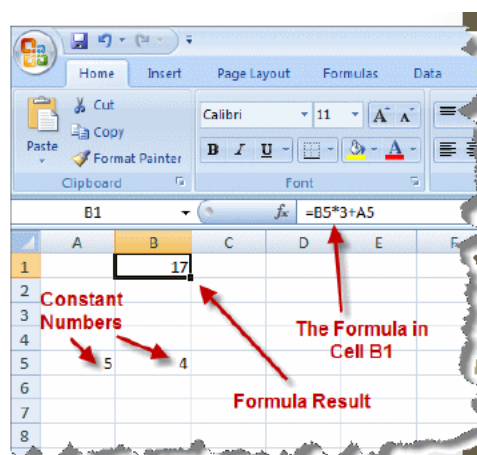 Home Insert Page Layout Formulas Data
Cut
Copy
Paste
Format Painter
Clipboard
Calibri 11 A A
B I U A
Font
B1 fx =B5*3+A5
A B C D E F
1 17
2
Constant
3
Numbers
The Formula in
4
Cell B1
5 5 4
6
Formula Result
7
8